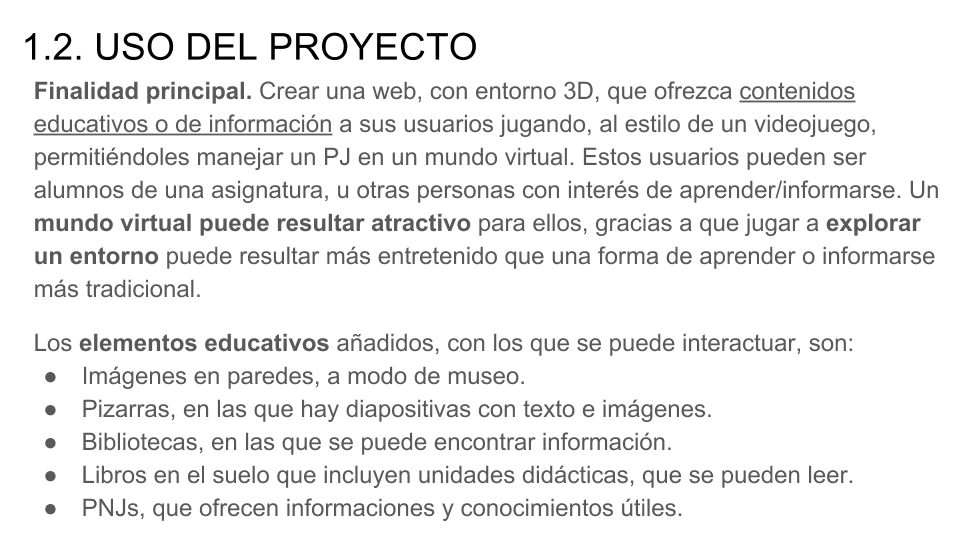 1.2. USO DEL PROYECTO
Finalidad principal. Crear una web, con entorno 3D, que ofrezca contenidos
educativos o de información a sus usuarios jugando, al estilo de un videojuego,
permitiéndoles manejar un PJ en un mundo virtual. Estos usuarios pueden ser
alumnos de una asignatura, u otras personas con interés de aprender/informarse. Un
mundo virtual puede resultar atractivo para ellos, gracias a que jugar a explorar
un entorno puede resultar más entretenido que una forma de aprender o informarse
más tradicional.
Los elementos educativos añadidos, con los que se puede interactuar, son:
● Imágenes en paredes, a modo de museo.
● Pizarras, en las que hay diapositivas con texto e imágenes.
● Bibliotecas, en las que se puede encontrar información.
● Libros en el suelo que incluyen unidades didácticas, que se pueden leer.
● PNJs, que ofrecen informaciones y conocimientos útiles.